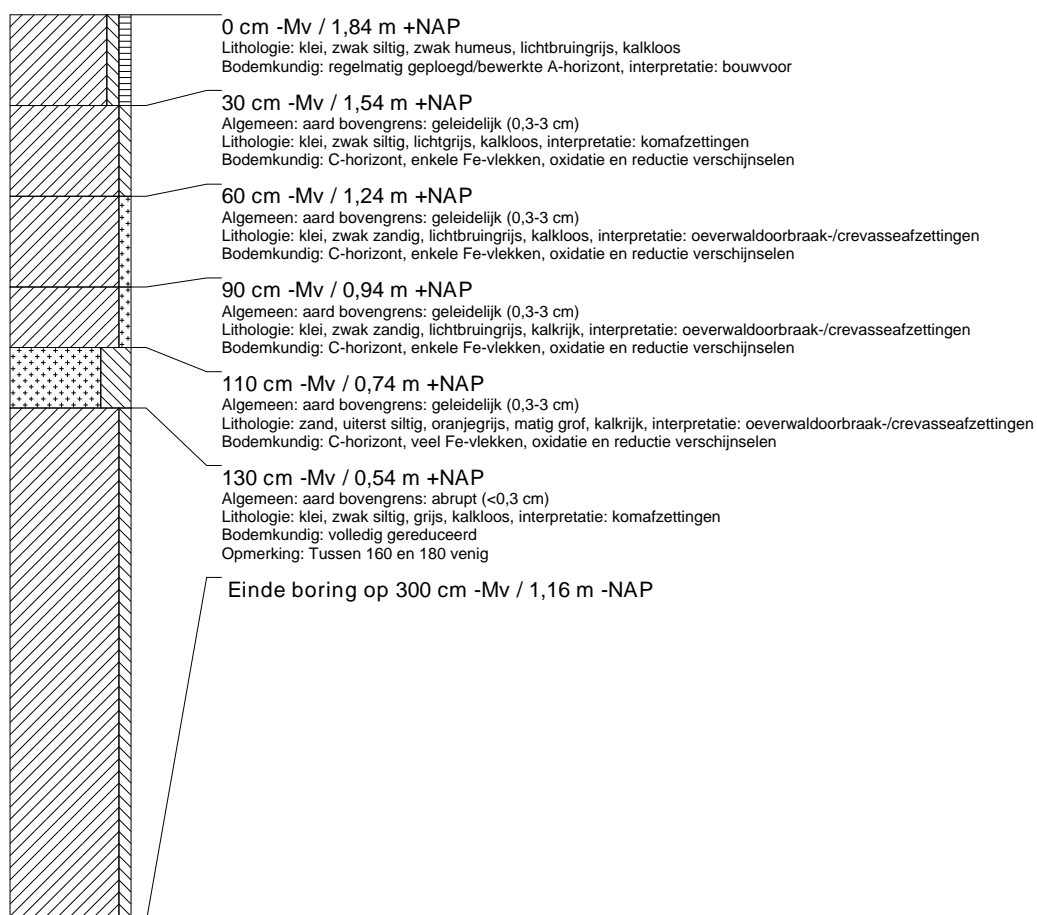 0 cm -Mv / 1,84 m +NAP
Lithologie: klei, zwak siltig, zwak humeus, lichtbruingrijs, kalkloos
Bodemkundig: regelmatig geploegd/bewerkte A-horizont, interpretatie: bouwvoor
30 cm -Mv / 1,54 m +NAP
Algemeen: aard bovengrens: geleidelijk (0,3-3 cm)
Lithologie: klei, zwak siltig, lichtgrijs, kalkloos, interpretatie: komafzettingen
Bodemkundig: C-horizont, enkele Fe-vlekken, oxidatie en reductie verschijnselen
60 cm -Mv / 1,24 m +NAP
Algemeen: aard bovengrens: geleidelijk (0,3-3 cm)
Lithologie: klei, zwak zandig, lichtbruingrijs, kalkloos, interpretatie: oeverwaldoorbraak-/crevasseafzettingen
Bodemkundig: C-horizont, enkele Fe-vlekken, oxidatie en reductie verschijnselen
90 cm -Mv / 0,94 m +NAP
Algemeen: aard bovengrens: geleidelijk (0,3-3 cm)
Lithologie: klei, zwak zandig, lichtbruingrijs, kalkrijk, interpretatie: oeverwaldoorbraak-/crevasseafzettingen
Bodemkundig: C-horizont, enkele Fe-vlekken, oxidatie en reductie verschijnselen
110 cm -Mv / 0,74 m +NAP
Algemeen: aard bovengrens: geleidelijk (0,3-3 cm)
Lithologie: zand, uiterst siltig, oranjegrijs, matig grof, kalkrijk, interpretatie: oeverwaldoorbraak-/crevasseafzettingen
Bodemkundig: C-horizont, veel Fe-vlekken, oxidatie en reductie verschijnselen
130 cm -Mv / 0,54 m +NAP
Algemeen: aard bovengrens: abrupt (<0,3 cm)
Lithologie: klei, zwak siltig, grijs, kalkloos, interpretatie: komafzettingen
Bodemkundig: volledig gereduceerd
Opmerking: Tussen 160 en 180 venig
Einde boring op 300 cm -Mv / 1,16 m -NAP